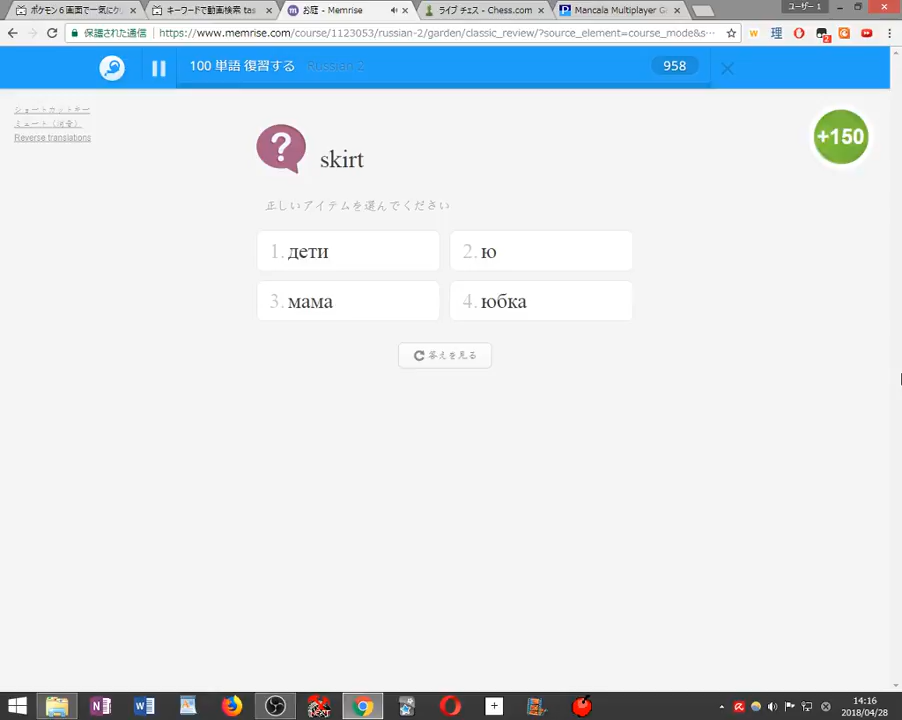 ポケモン６画面で一気にク
キーワードで動画検索 tas
お庭 - Memrise
ライブ チェス - Chess.com
Mancala Multiplayer G
ユーザー 1
保護された通信
https://www.memrise.com/course/1123053/russian-2/garden/classic_review/?source_element=course_mode&s...
100 単語 復習する
Russian 2
958
ショートカットキー
ミュート（消音）
Reverse translations
+150
?
skirt
正しいアイテムを選んでください
1. дети
2. ю
3. мама
4. юбка
答えを見る
14:16
2018/04/28